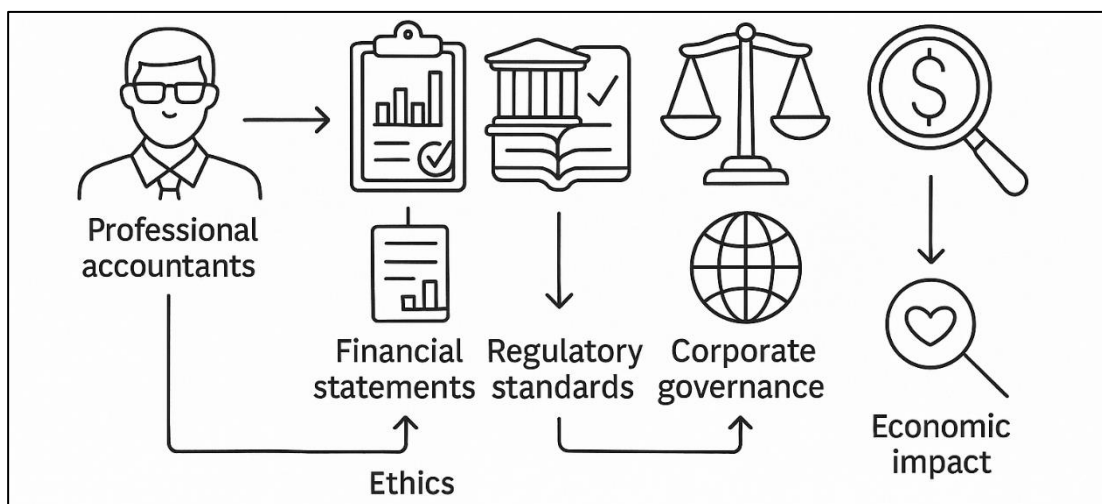 Professional
accountants
Financial
statements
Regulatory
standards
Corporate
governance
Economic
impact
Ethics
$